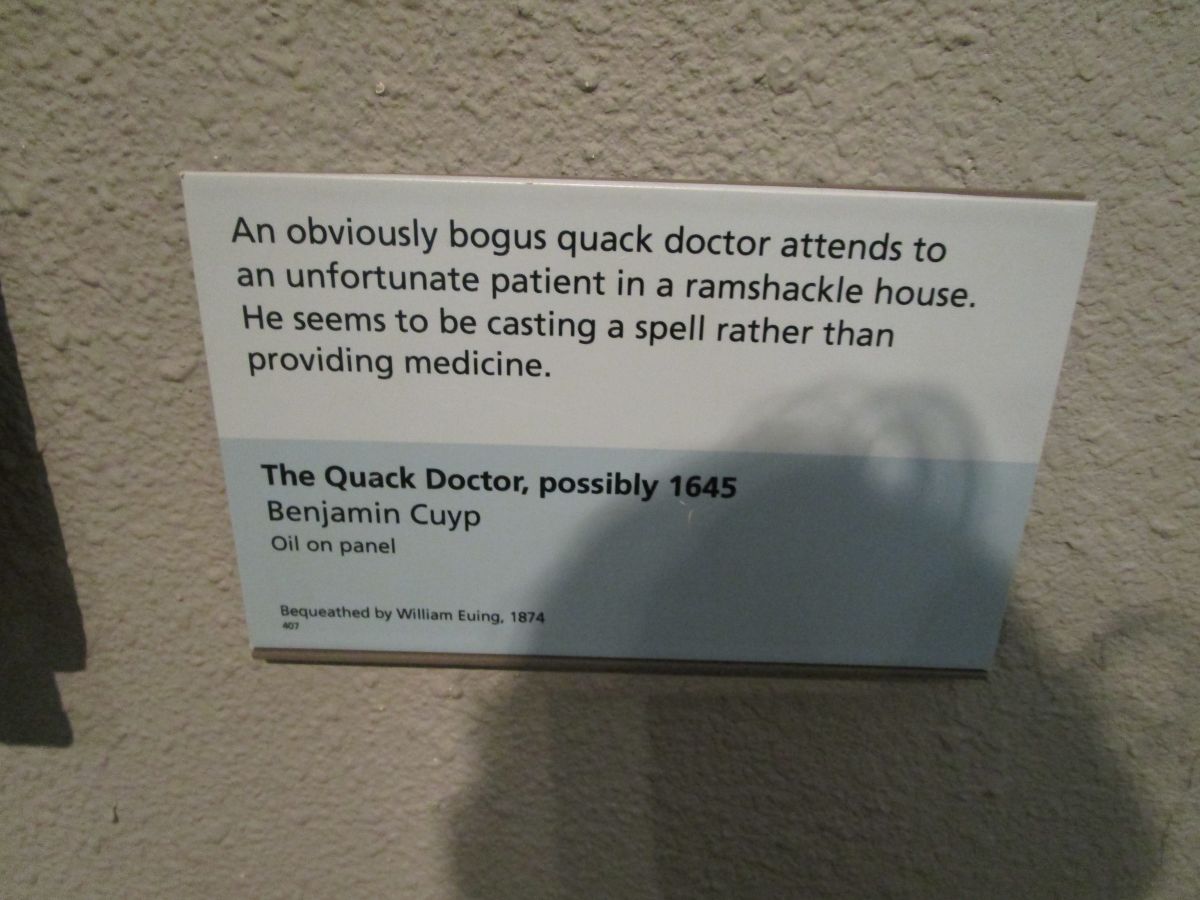 An obviously bogus quack doctor attends to
an unfortunate patient in a ramshackle house.
He seems to be casting a spell rather than
providing medicine.
The Quack Doctor, possibly 1645
Benjamin Cuyp
Oil on panel
Bequeathed by William Euing, 1874
407